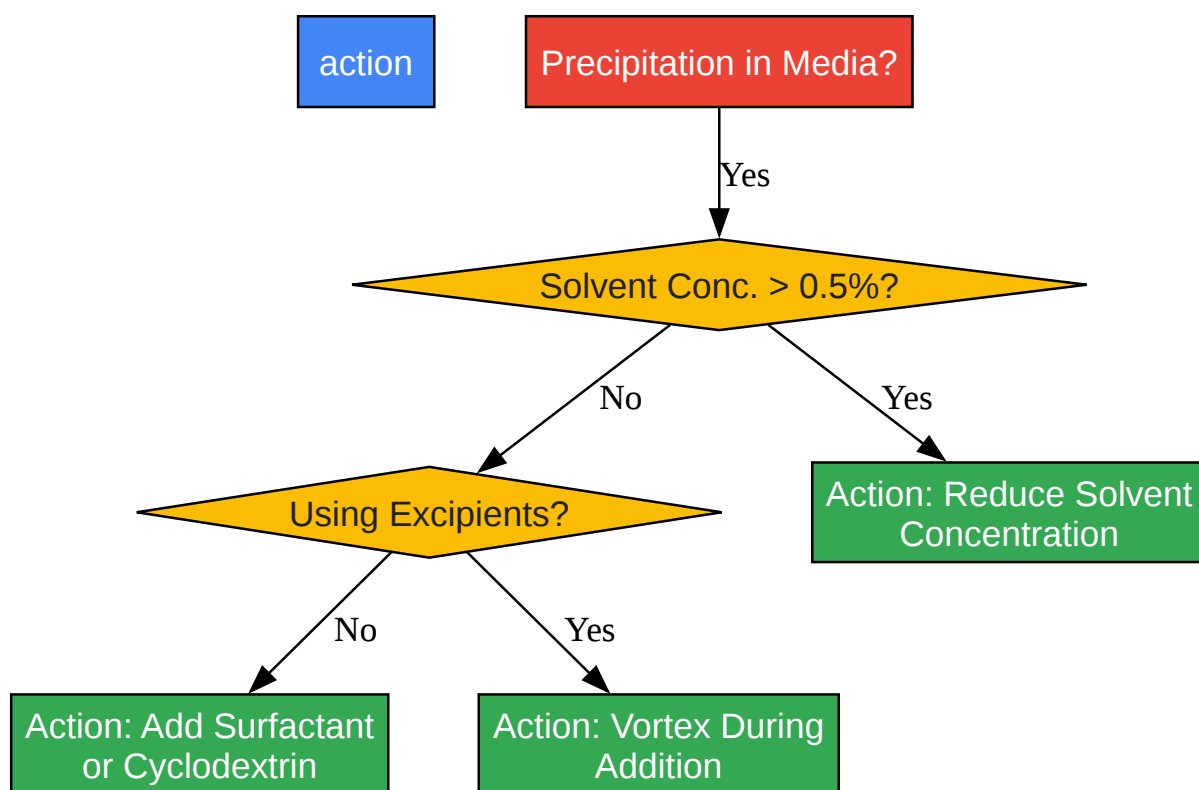 action
Precipitation in Media?
Yes
Solvent Conc. > 0.5%?
No
Yes
Using Excipients?
Action: Reduce Solvent
Concentration
No
Yes
Action: Add Surfactant
or Cyclodextrin
Action: Vortex During
Addition